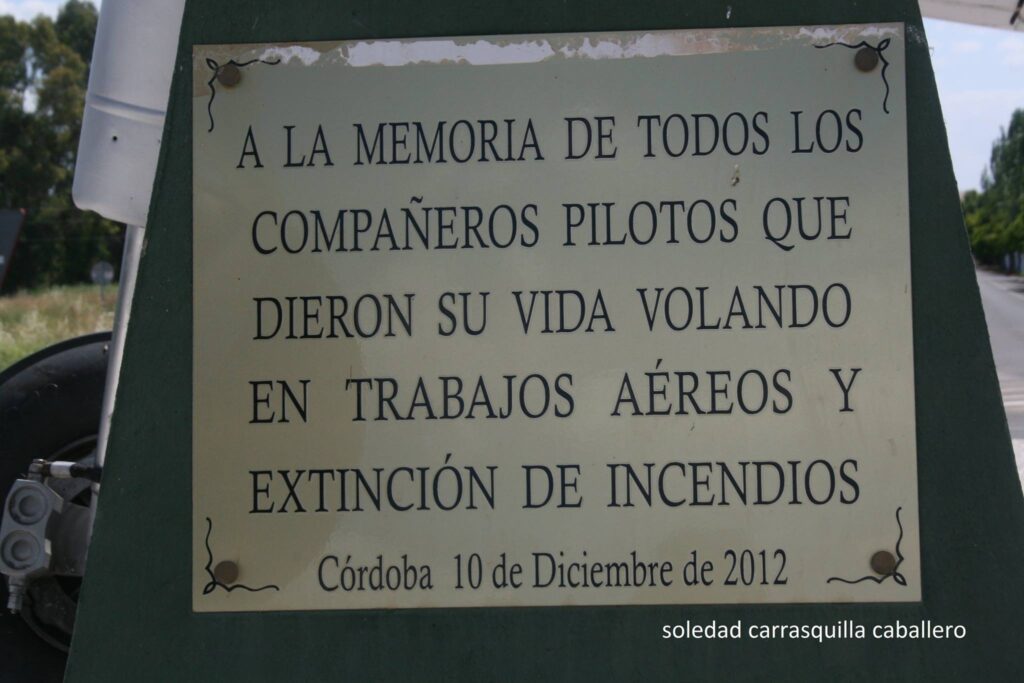 A LA MEMORIA DE TODOS LOS
COMPAÑEROS PILOTOS QUE
DIERON SU VIDA VOLANDO
EN TRABAJOS AÉREOS Y
EXTINCIÓN DE INCENDIOS
Córdoba 10 de Diciembre de 2012
soledad carrasquilla caballero